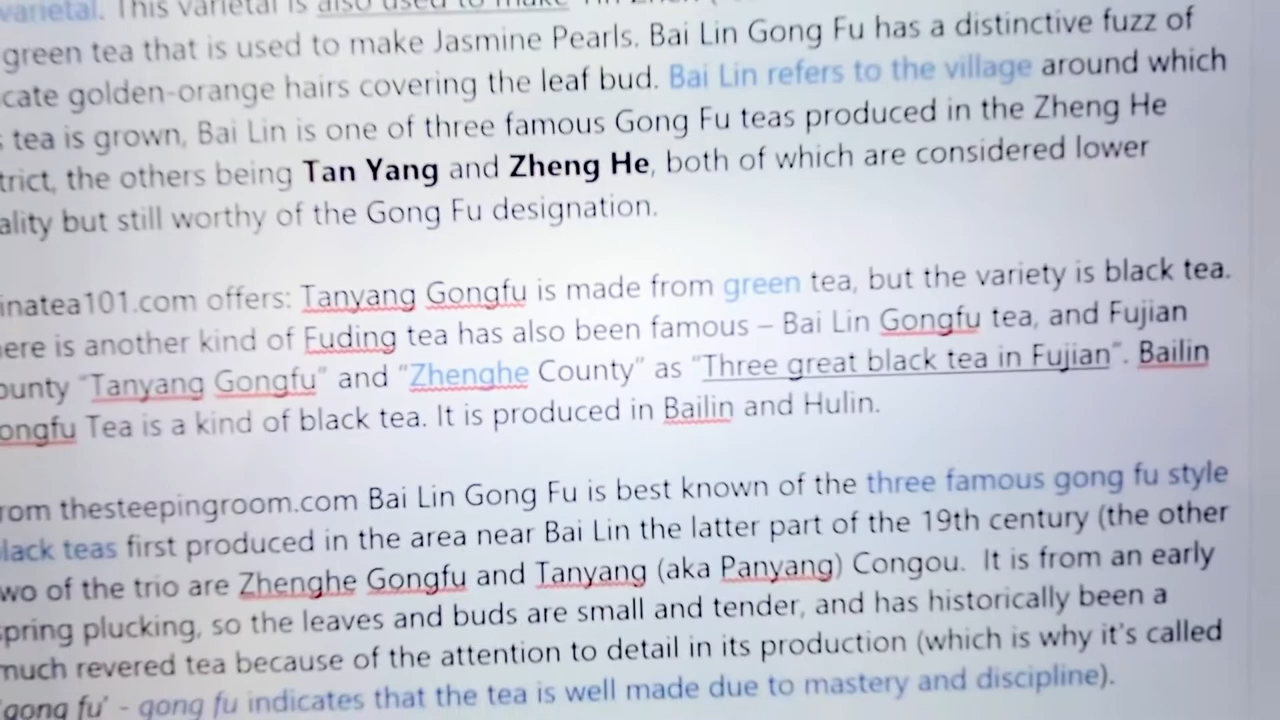 varietal. This varietal is also used to make
green tea that is used to make Jasmine Pearls. Bai Lin Gong Fu has a distinctive fuzz of
cate golden-orange hairs covering the leaf bud. Bai Lin refers to the village around which
s tea is grown, Bai Lin is one of three famous Gong Fu teas produced in the Zheng He
trict, the others being Tan Yang and Zheng He, both of which are considered lower
ality but still worthy of the Gong Fu designation.
inatea101.com offers: Tanyang Gongfu is made from green tea, but the variety is black tea.
ere is another kind of Fuding tea has also been famous – Bai Lin Gongfu tea, and Fujian
ounty "Tanyang Gongfu" and "Zhenghe County" as "Three great black tea in Fujian". Bailin
ongfu Tea is a kind of black tea. It is produced in Bailin and Hulin.
rom thesteepingroom.com Bai Lin Gong Fu is best known of the three famous gong fu style
lack teas first produced in the area near Bai Lin the latter part of the 19th century (the other
wo of the trio are Zhenghe Gongfu and Tanyang (aka Panyang) Congou. It is from an early
spring plucking, so the leaves and buds are small and tender, and has historically been a
much revered tea because of the attention to detail in its production (which is why it's called
'gong fu' - gong fu indicates that the tea is well made due to mastery and discipline).